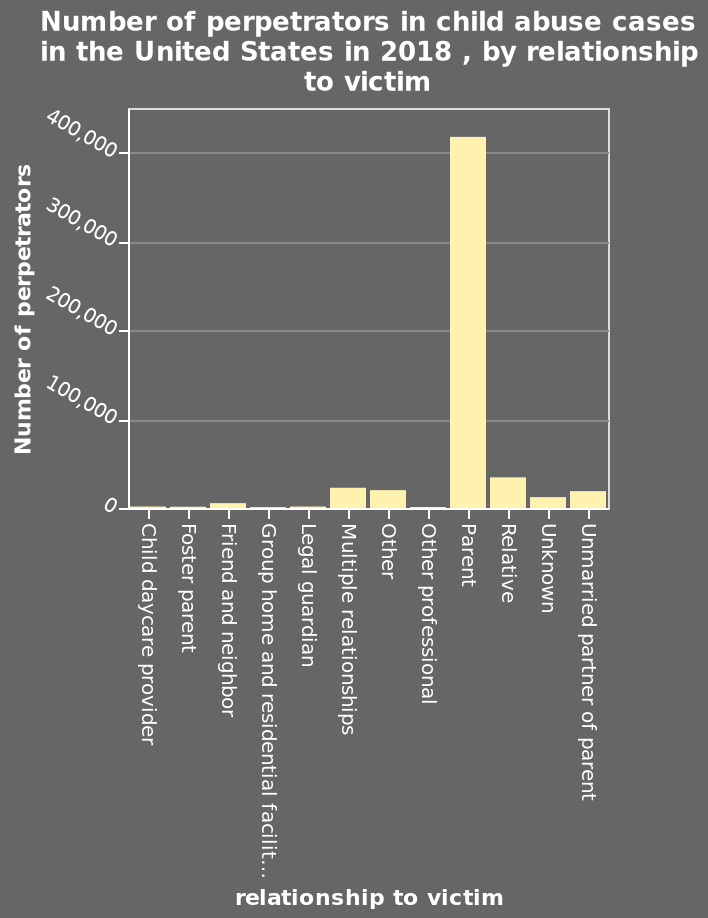 Number of perpetrators in child abuse cases
in the United States in 2018 , by relationship
to victim
Number of perpetrators
400,000
300,000
200,000
100,000
0
Child daycare provider
Foster parent
Friend and neighbor
Group home and residential facilit...
Legal guardian
Multiple relationships
Other
Other professional
Parent
Relative
Unknown
Unmarried partner of parent
relationship to victim